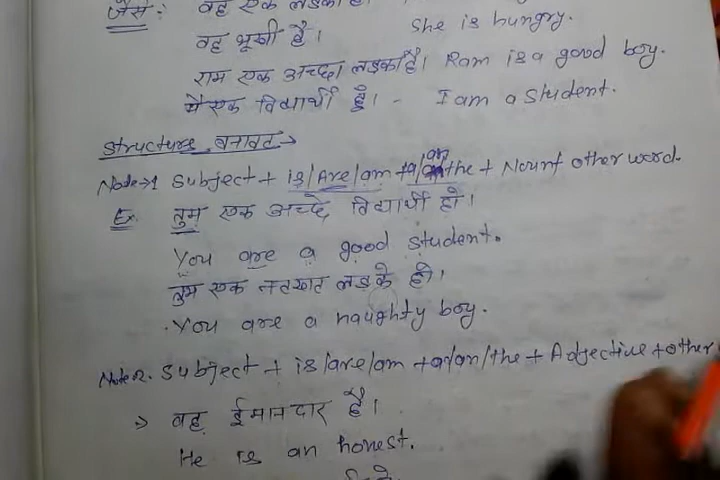 जैसे: वह एक लड़का है।
वह भूखी है। She is hungry.
राम एक अच्छा लड़का है। Ram is a good boy.
मै एक विद्यार्थी हूँ। - I am a student.
Structure बनावट →
Note→1 Subject + is/Are/am + a/an/the + Noun + other word.
Ex. तुम एक अच्छे विद्यार्थी हो।
You are a good student.
तुम एक नटखट लड़के हो।
You are a naughty boy.
Note 2. Subject + is/are/am + a/an/the + Adjective + other
→ वह ईमानदार है।
He is an honest.